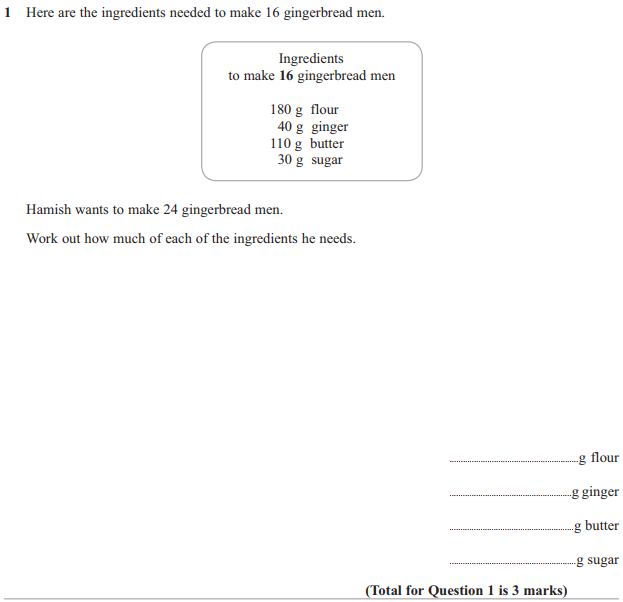 1 Here are the ingredients needed to make 16 gingerbread men.
Ingredients
to make 16 gingerbread men
180 g flour
40 g ginger
110 g butter
30 g sugar
Hamish wants to make 24 gingerbread men.
Work out how much of each of the ingredients he needs.
..............................g flour
..............................g ginger
..............................g butter
..............................g sugar
(Total for Question 1 is 3 marks)